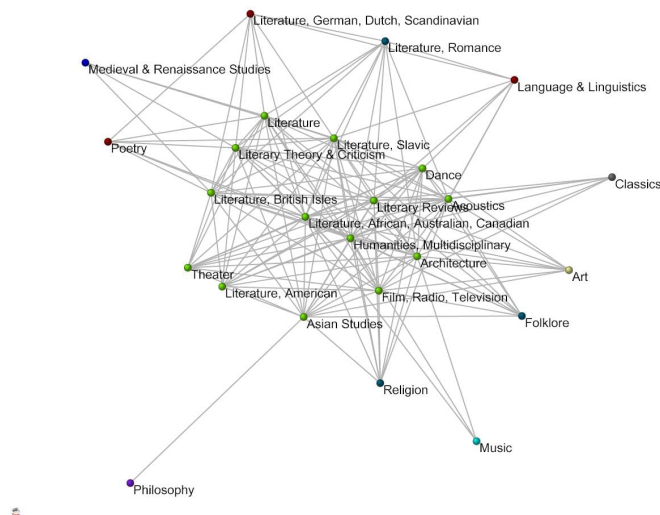 Literature, German, Dutch, Scandinavian
Literature, Romance
Medieval & Renaissance Studies
Language & Linguistics
Literature
Literature, Slavic
Poetry
Literary Theory & Criticism
Dance
Classics
Literature, British Isles
Literary Reviews
Acoustics
Literature, African, Australian, Canadian
Humanities, Multidisciplinary
Architecture
Theater
Art
Literature, American
Film, Radio, Television
Asian Studies
Folklore
Religion
Music
Philosophy